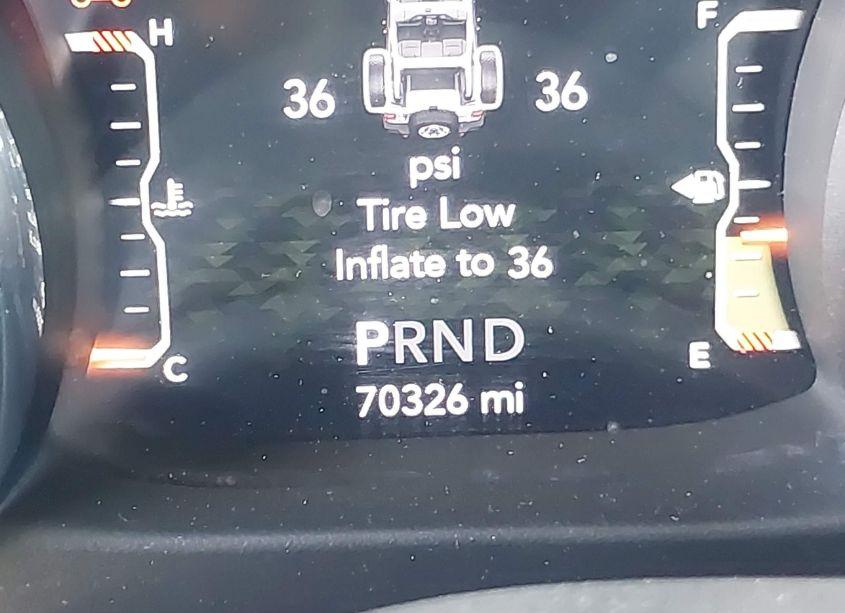 H
F
36 36
psi
Tire Low
Inflate to 36
PRND
E
C
70326 mi